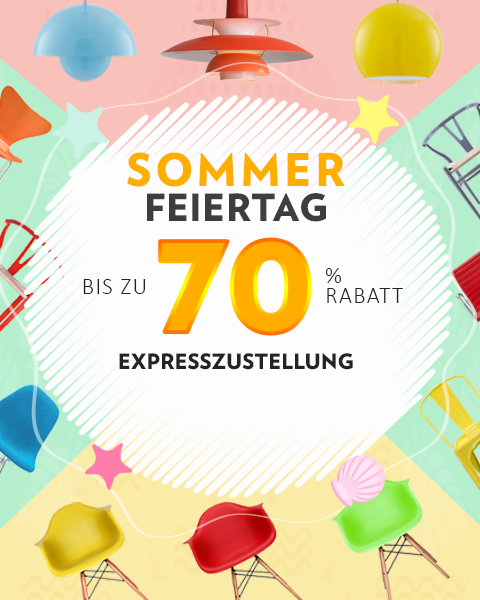 SOMMER
FEIERTAG
BIS ZU 70 %
RABATT
EXPRESSZUSTELLUNG